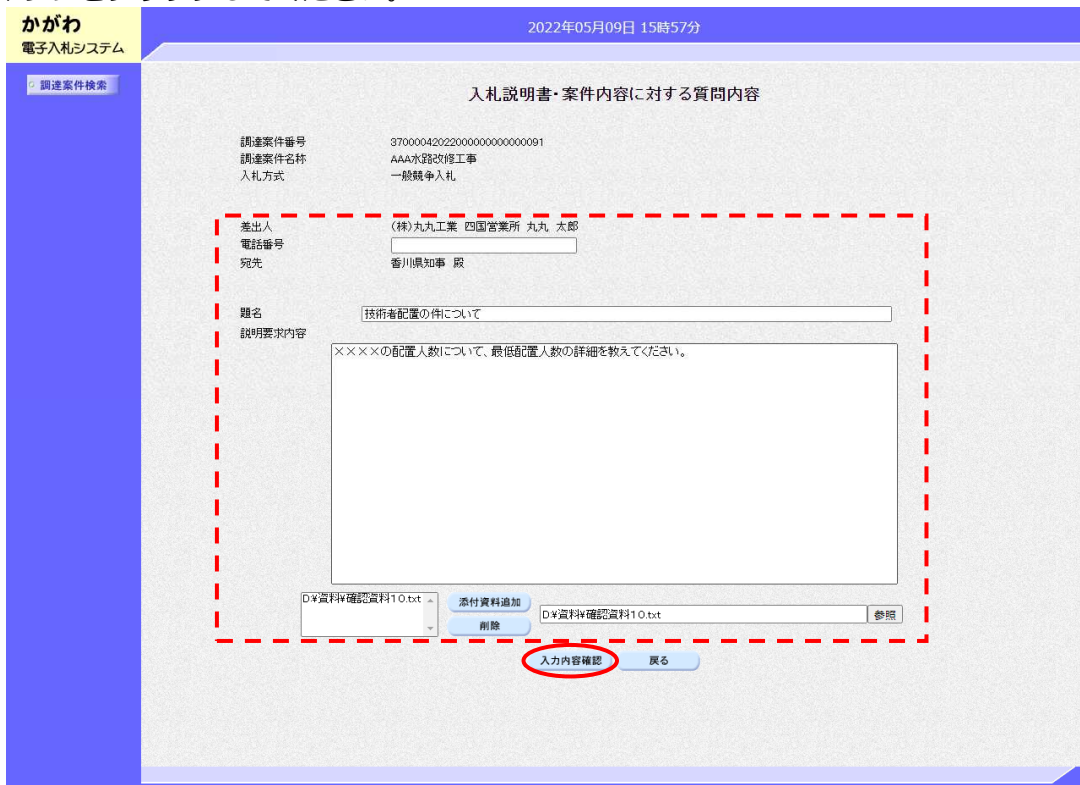 かがわ
電子入札システム
2022年05月09日 15時57分
調達案件検索
入札説明書・案件内容に対する質問内容
調達案件番号 3700004202200000000000091
調達案件名称 AAA水路改修工事
入札方式 一般競争入札
差出人 (株)丸丸工業 四国営業所 丸丸 太郎
電話番号
宛先 香川県知事 殿
題名 技術者配置の件について
説明要求内容
××××の配置人数について、最低配置人数の詳細を教えてください。
D¥資料¥確認資料10.txt
添付資料追加
削除
D¥資料¥確認資料10.txt 参照
入力内容確認 戻る